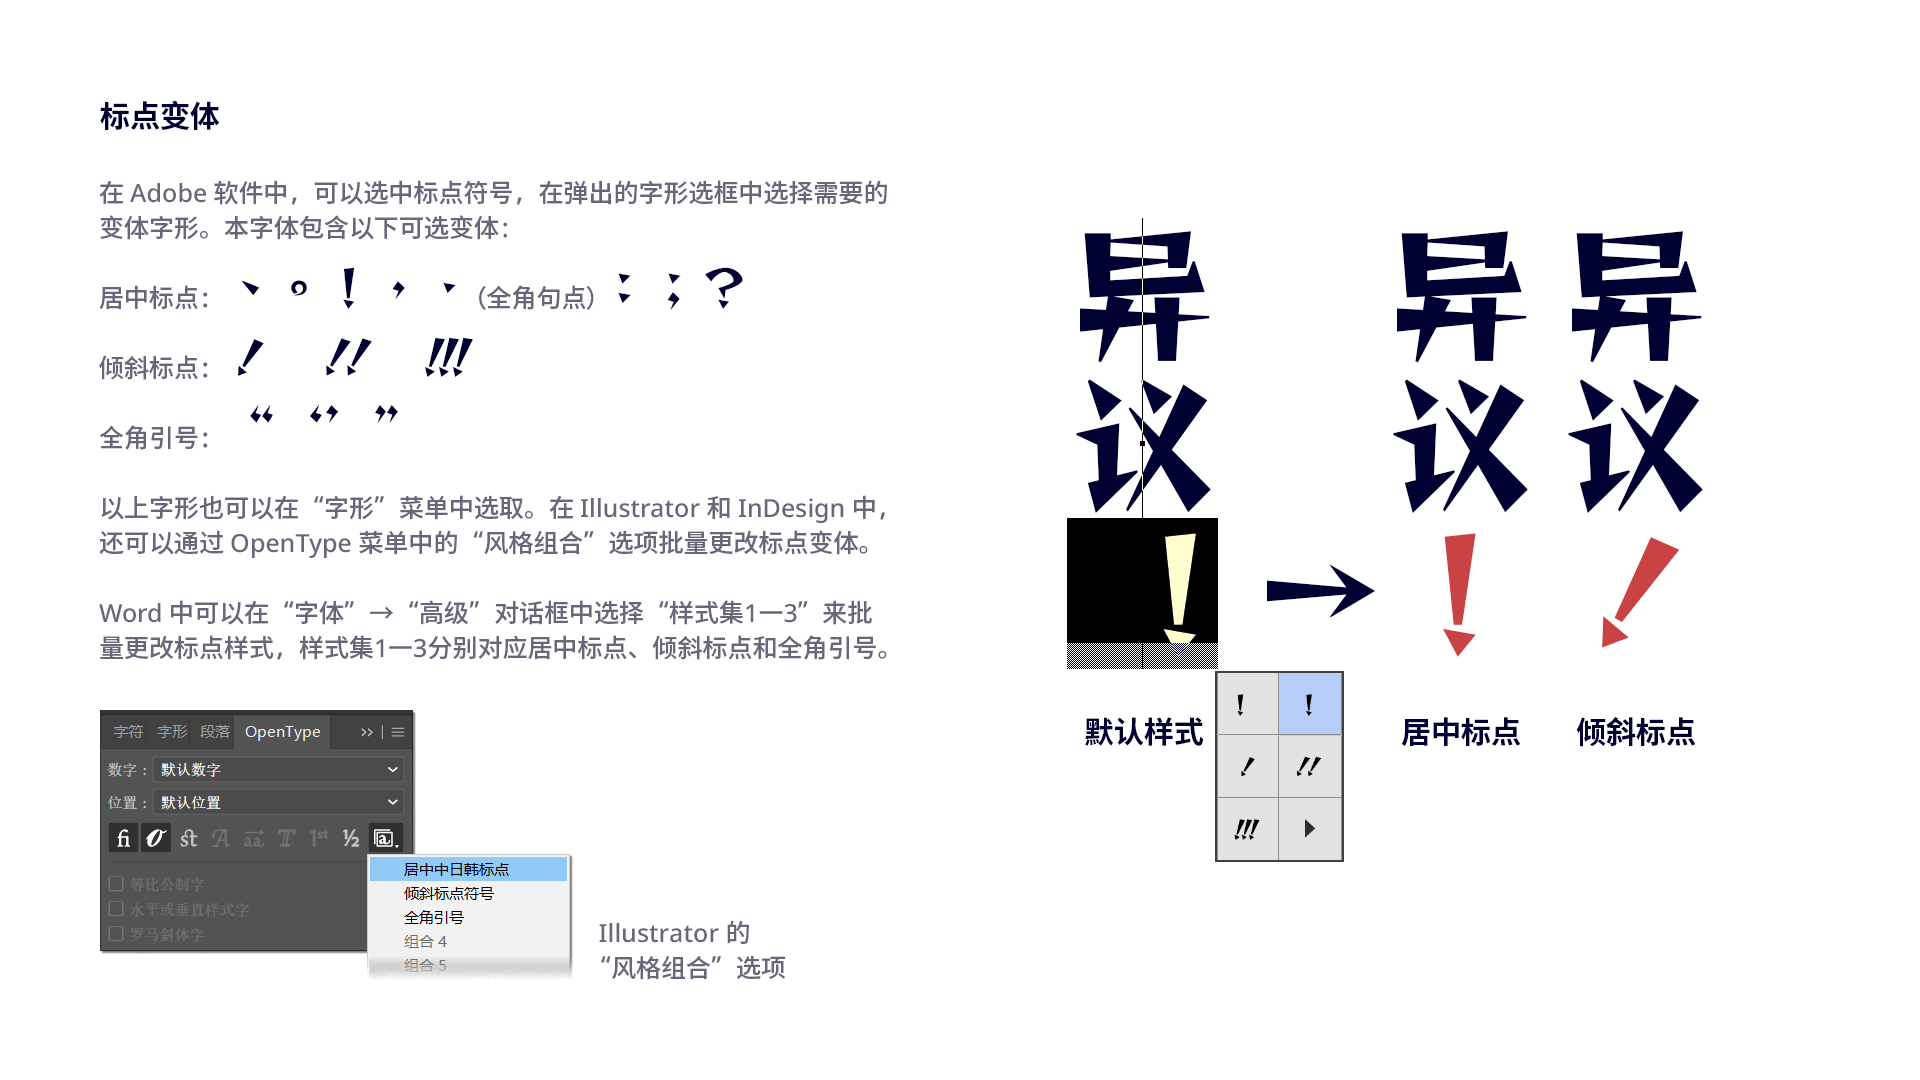 标点变体
在 Adobe 软件中，可以选中标点符号，在弹出的字形选框中选择需要的
变体字形。本字体包含以下可选变体：
居中标点： 、 。 ！ ， ．（全角句点） ： ； ？
倾斜标点： ！ ！！ ！！！
全角引号： “ ‘’ ”
以上字形也可以在“字形”菜单中选取。在 Illustrator 和 InDesign 中，
还可以通过 OpenType 菜单中的“风格组合”选项批量更改标点变体。
Word 中可以在“字体”→“高级”对话框中选择“样式集1—3”来批
量更改标点样式，样式集1—3分别对应居中标点、倾斜标点和全角引号。
字符 字形 段落 OpenType
数字： 默认数字
位置： 默认位置
fi O st A aa T 1st ½ a
等比公制字
水平或垂直样式字
罗马斜体字
居中中日韩标点
倾斜标点符号
全角引号
组合 4
组合 5
Illustrator 的
“风格组合”选项
异议！
异议！
异议！
默认样式
！ ！
！ ！！
！！！
居中标点
倾斜标点